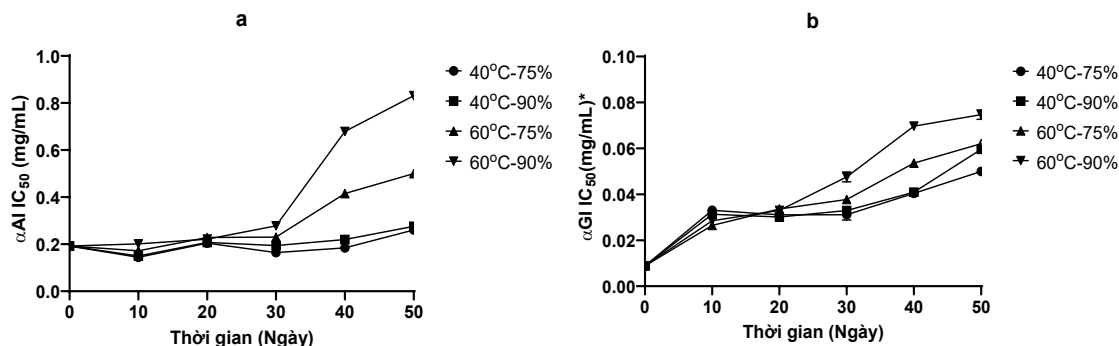 a
αAI IC50 (mg/mL)
1.0
0.8
0.6
0.4
0.2
0.0
0 10 20 30 40 50
Thời gian (Ngày)
40°C-75%
40°C-90%
60°C-75%
60°C-90%
b
αGI IC50(mg/mL)*
0.10
0.08
0.06
0.04
0.02
0.00
0 10 20 30 40 50
Thời gian (Ngày)
40°C-75%
40°C-90%
60°C-75%
60°C-90%